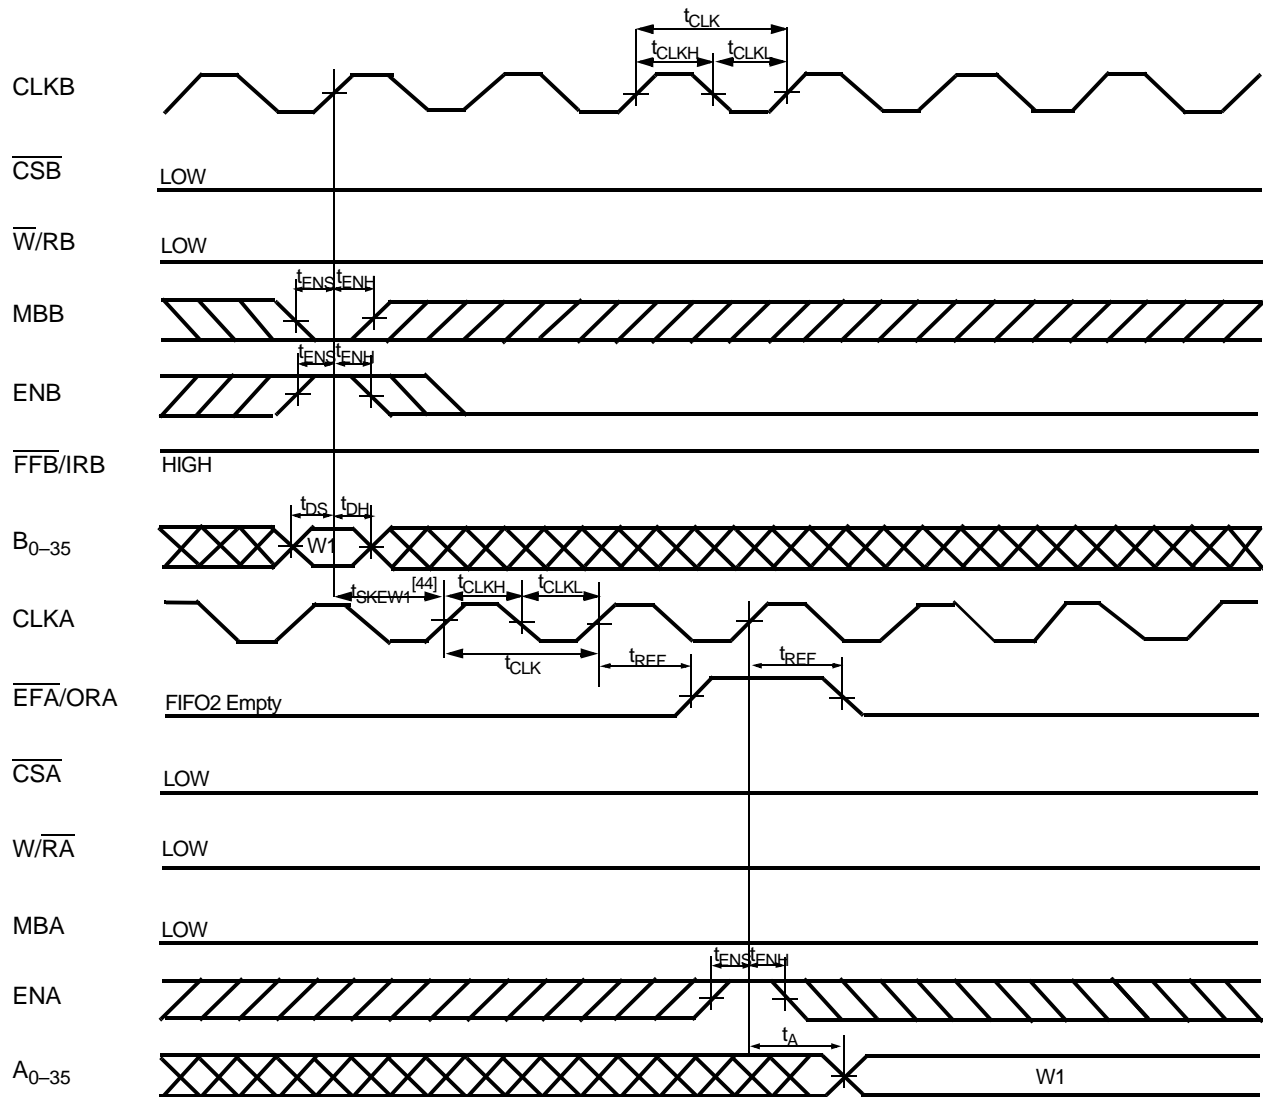 tCLK
tCLKH tCLKL
CLKB
CSB LOW
W/RB LOW
tENS tENH
MBB
tENS tENH
ENB
FFB/IRB HIGH
tDS tDH
B0–35 W1
tSKEW1[44] tCLKH tCLKL
CLKA
tCLK tREF tREF
EFA/ORA FIFO2 Empty
CSA LOW
W/RA LOW
MBA LOW
tENS tENH
ENA
tA
A0–35 W1